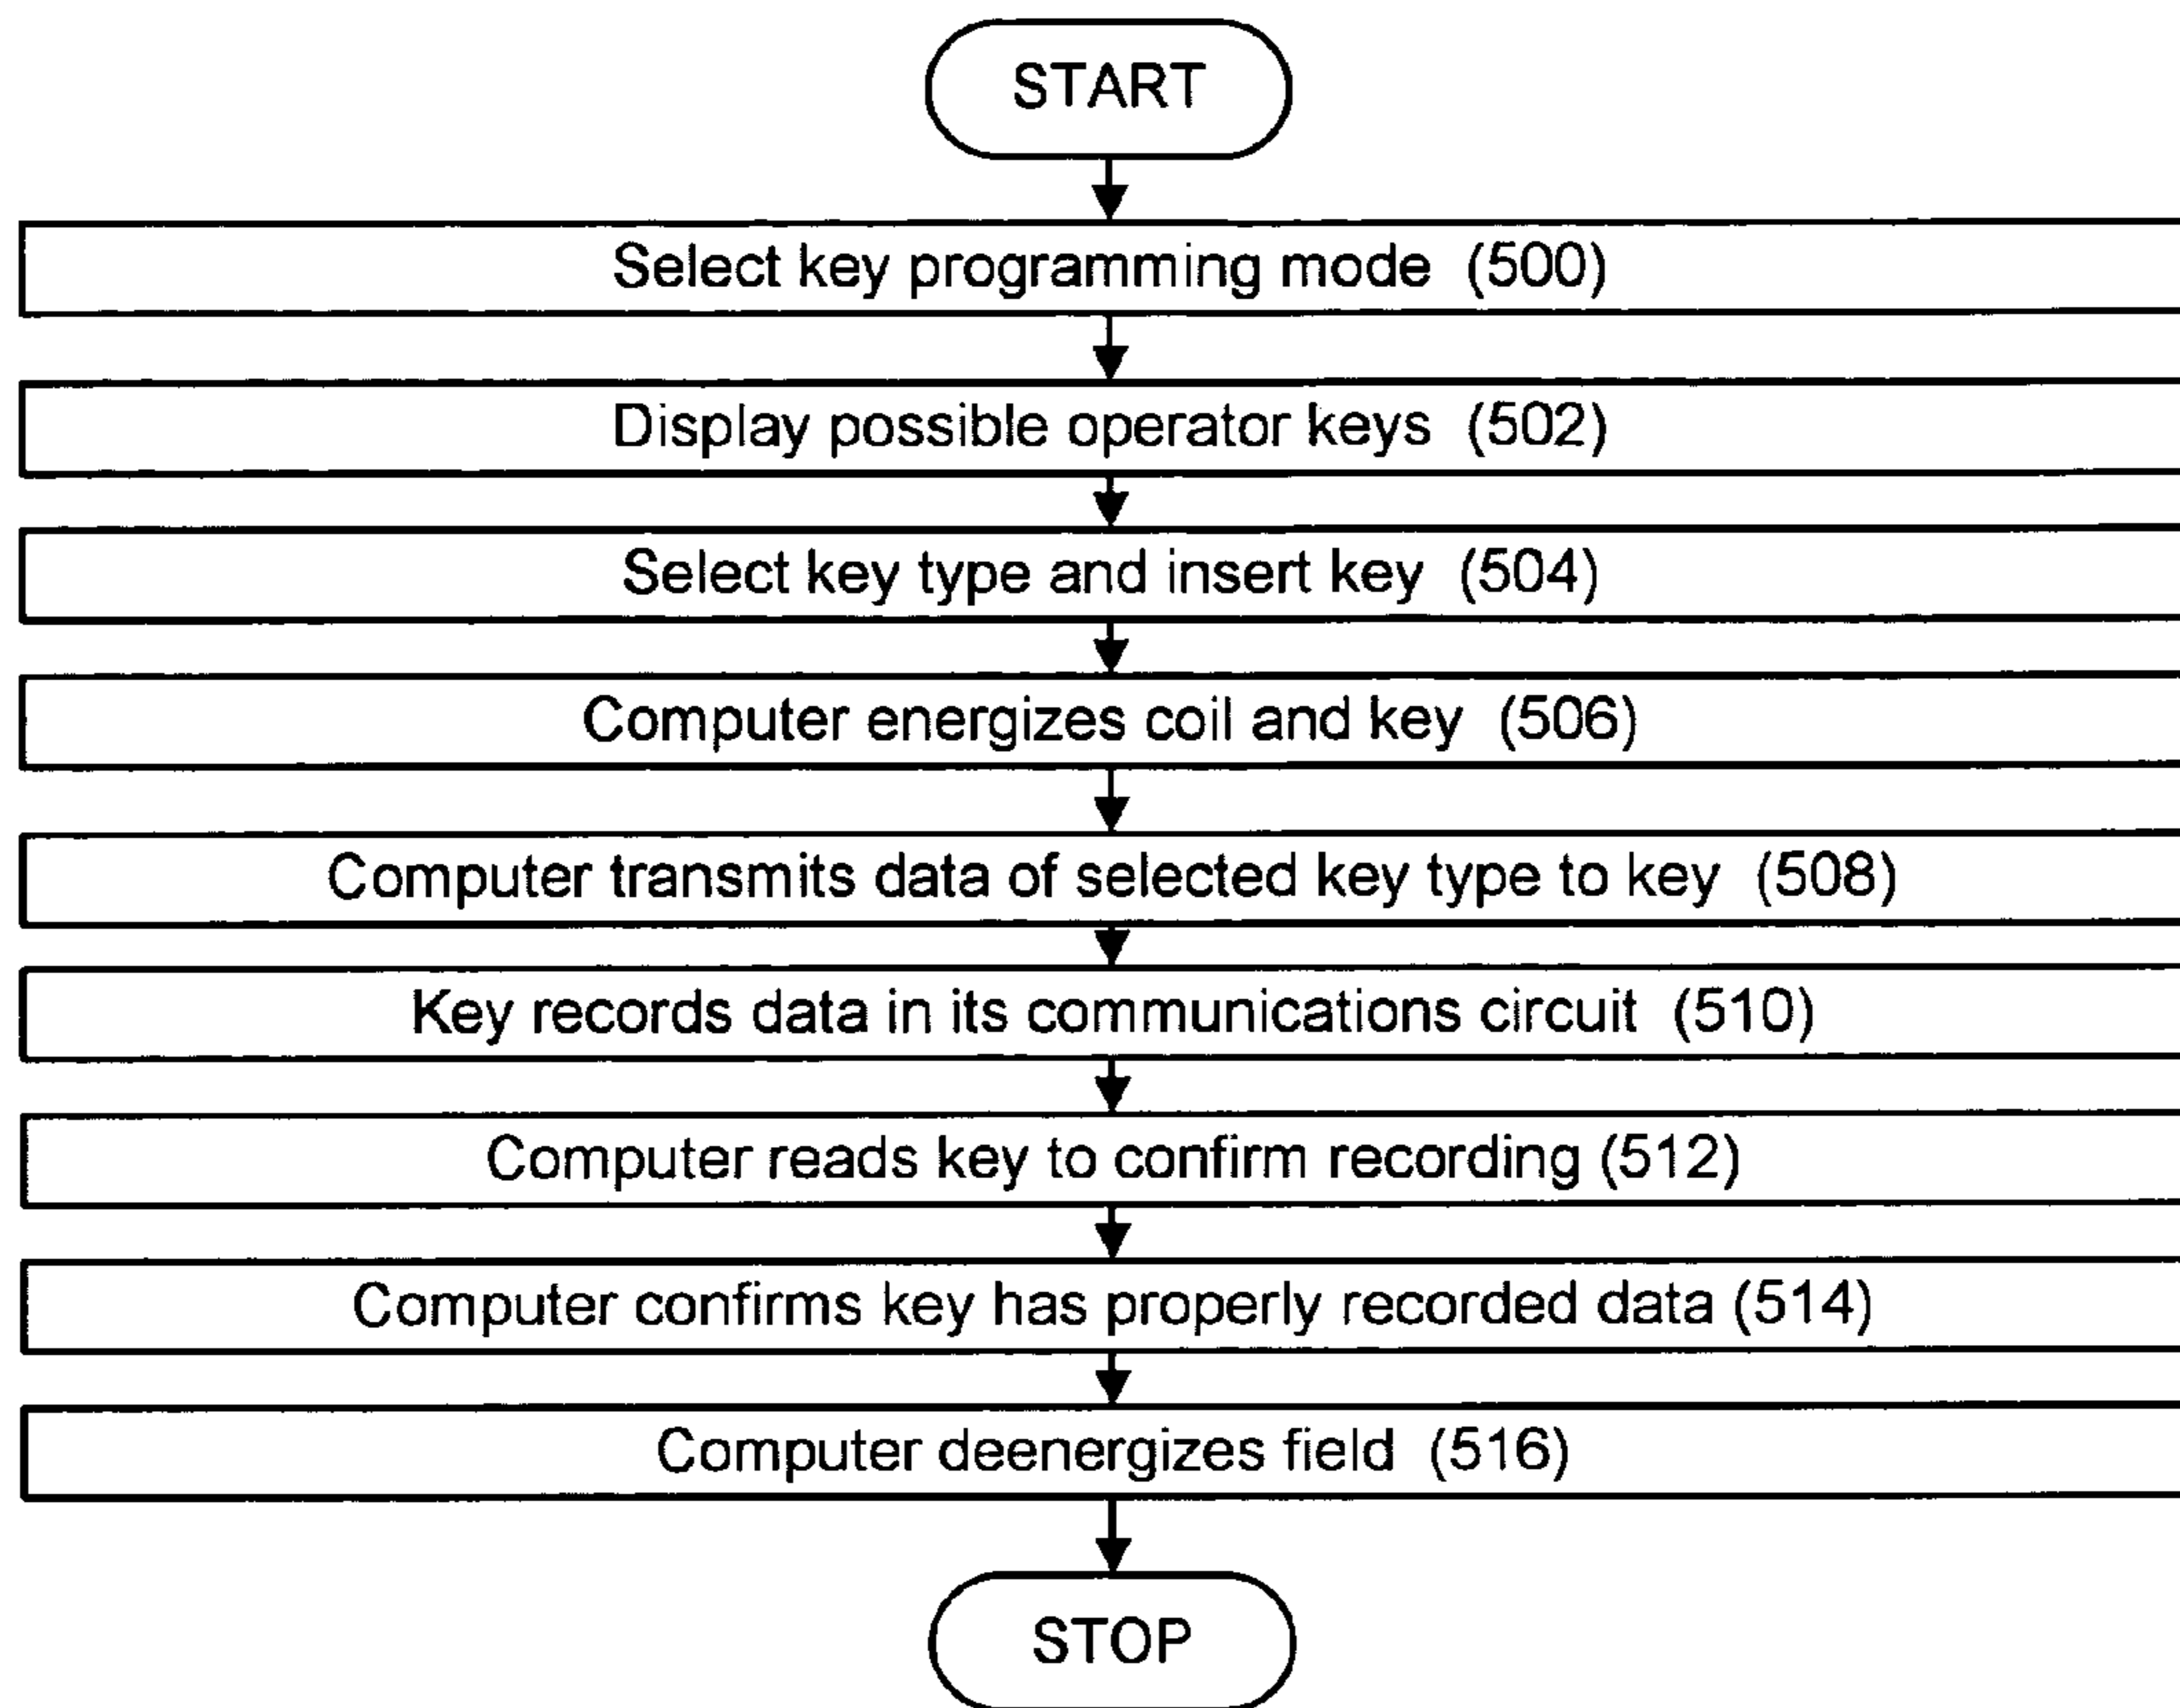 START
Select key programming mode (500)
Display possible operator keys (502)
Select key type and insert key (504)
Computer energizes coil and key (506)
Computer transmits data of selected key type to key (508)
Key records data in its communications circuit (510)
Computer reads key to confirm recording (512)
Computer confirms key has properly recorded data (514)
Computer deenergizes field (516)
STOP